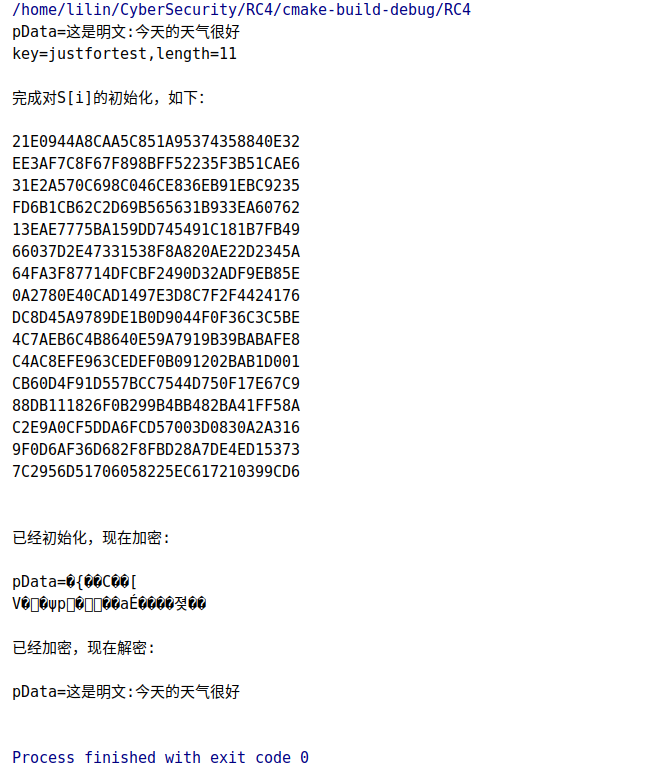 /home/lilin/CyberSecurity/RC4/cmake-build-debug/RC4
pData=这是明文:今天的天气很好
key=justfortest,length=11
完成对S[i]的初始化，如下：
21E0944A8CAA5C851A95374358840E32
EE3AF7C8F67F898BFF52235F3B51CAE6
31E2A570C698C046CE836EB91EBC9235
FD6B1CB62C2D69B565631B933EA60762
13EAE7775BA159DD745491C181B7FB49
66037D2E47331538F8A820AE22D2345A
64FA3F87714DFCBF2490D32ADF9EB85E
0A2780E40CAD1497E3D8C7F2F4424176
DC8D45A9789DE1B0D9044F0F36C3C5BE
4C7AEB6C4B8640E59A7919B39BABAFE8
C4AC8EFE963CEDEF0B091202BAB1D001
CB60D4F91D557BCC7544D750F17E67C9
88DB111826F0B299B4BB482BA41FF58A
C2E9A0CF5DDA6FCD57003D0830A2A316
9F0D6AF36D682F8FBD28A7DE4ED15373
7C2956D51706058225EC617210399CD6
已经初始化，现在加密:
pData=�{��C��[
V��ψp���aÉ����졎��
已经加密，现在解密:
pData=这是明文:今天的天气很好
Process finished with exit code 0